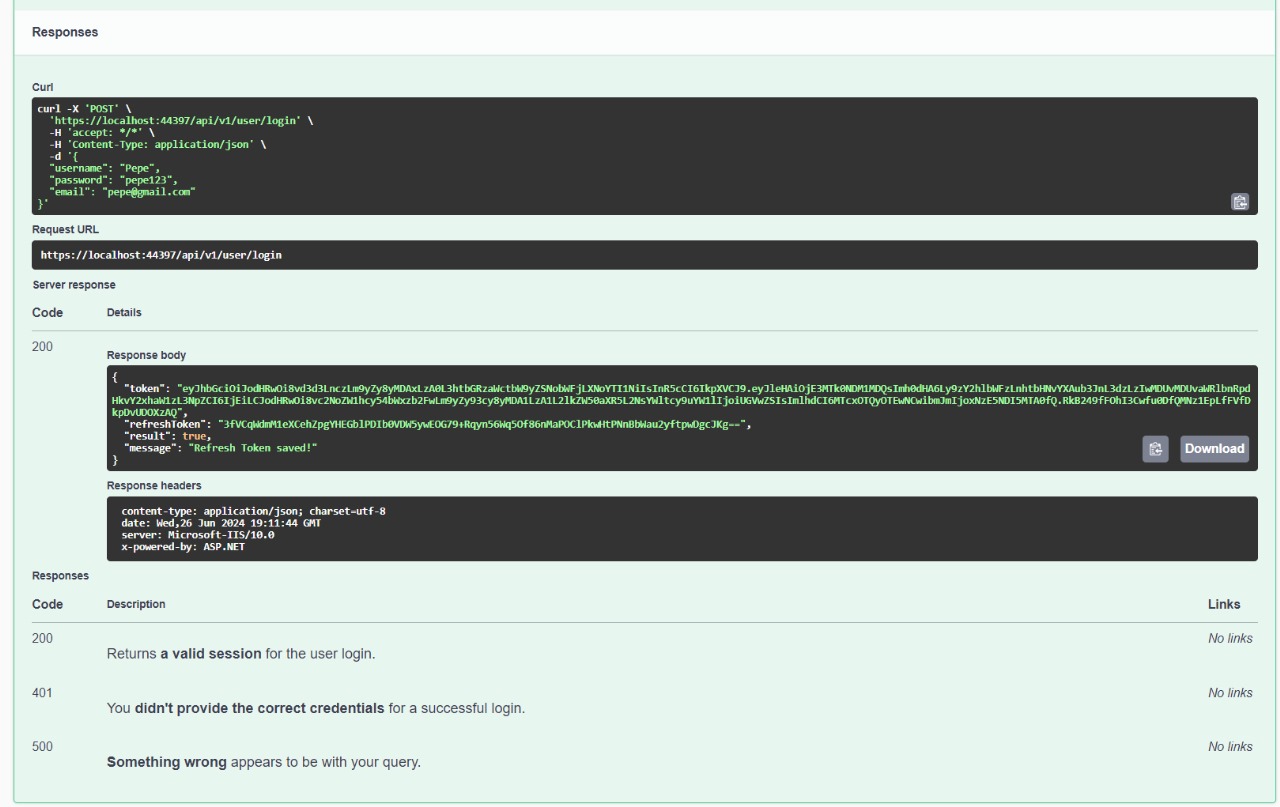 Responses
Curl
curl -X 'POST' \
'https://localhost:44397/api/v1/user/login' \
-H 'accept: */*' \
-H 'Content-Type: application/json' \
-d '{
"username": "Pepe",
"password": "pepe123",
"email": "pepe@gmail.com"
}'
Request URL
https://localhost:44397/api/v1/user/login
Server response
Code Details
200
Response body
{
"token": "eyJhbGciOiJodHRwOi8vd3d3LnczLm9yZy8yMDAxLzA0L3htbGRzaWctbW9yZSNobWFjLXNoYTI1NiIsInR5cCI6IkpXVCJ9.eyJleHAiOjE3MTk0NDM1MDQsImh0dHA6Ly9zY2hlbWFzLnhtbHNvYXAub3JnL3dzLzIwMDUvMDUvaWRlbnRpd
HkvY2xhaW1zL3NpZCI6IjEiLCJodHRwOi8vc2NoZW1hcy54bWxzb2FwLm9yZy93cy8yMDA1LzA1L2lkZW50aXR5L2NsYWltcy9uYW1lIjoiUGVwZSIsImlhdCI6MTcxOTQyOTEwNCwibmJmIjoxNzE5NDI5MTA0fQ.RkB249fFOhI3Cwfu0DfQMNz1EpLfFVfD
kpDvUDOXzAQ",
"refreshToken": "3fVCqWdmM1eXCehZpgYHEGblPDIb0VDW5ywEOG79+Rqyn56Wq5Of86nMaPOClPkwHtPNnBbWau2yftpwDgcJKg==",
"result": true,
"message": "Refresh Token saved!"
}
Download
Response headers
content-type: application/json; charset=utf-8
date: Wed,26 Jun 2024 19:11:44 GMT
server: Microsoft-IIS/10.0
x-powered-by: ASP.NET
Responses
Code Description Links
200 No links
Returns a valid session for the user login.
401 No links
You didn't provide the correct credentials for a successful login.
500 No links
Something wrong appears to be with your query.